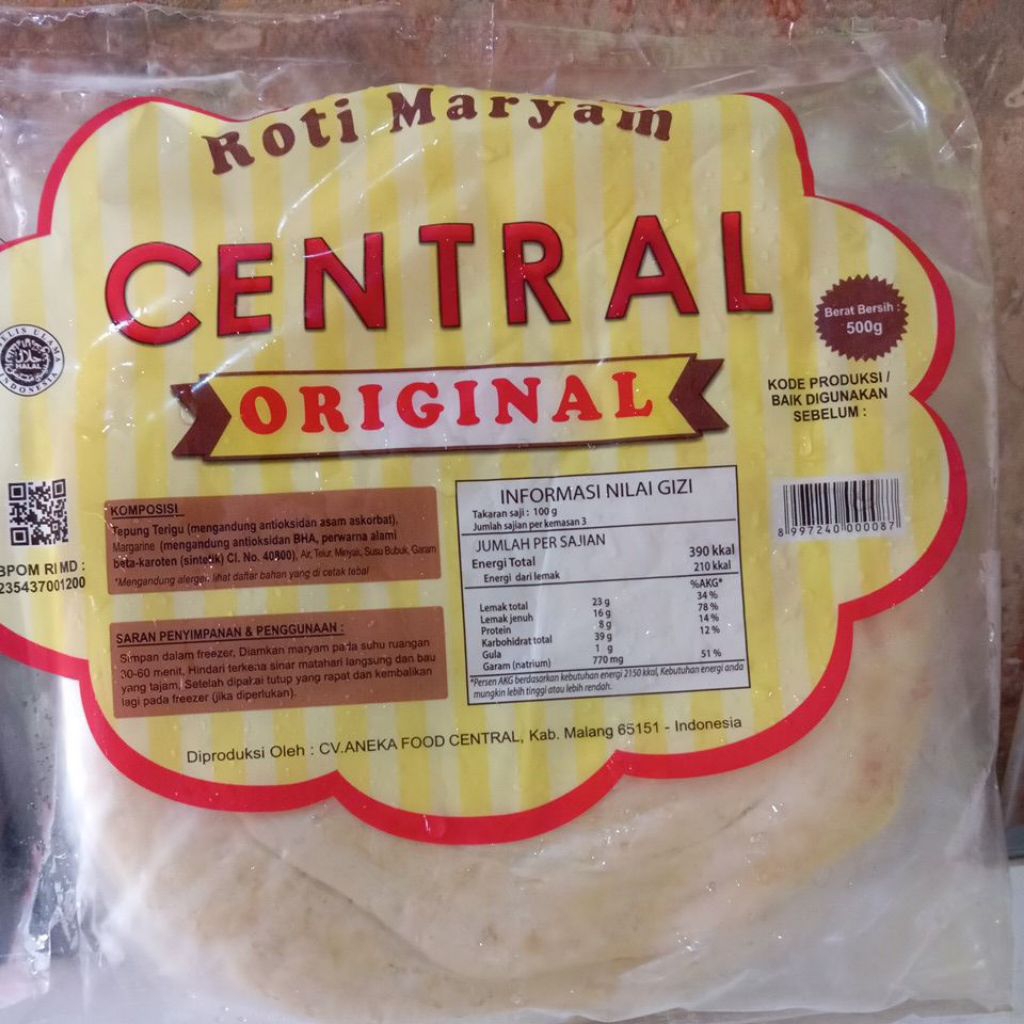 Roti Maryam
CENTRAL
ORIGINAL
Berat Bersih :
500g
KODE PRODUKSI /
BAIK DIGUNAKAN
SEBELUM :
ULAMA
INDONESIA
HALAL
BPOM RI MD :
235437001200
KOMPOSISI
Tepung Terigu (mengandung antioksidan asam askorbat),
Margarine (mengandung antioksidan BHA, perwarna alami
beta-karoten (sintetik) CI. No. 40800), Air, Telur, Minyak, Susu Bubuk, Garam
*Mengandung alergen, lihat daftar bahan yang di cetak tebal
SARAN PENYIMPANAN & PENGGUNAAN :
Simpan dalam freezer, Diamkan maryam pada suhu ruangan
30-60 menit, Hindari terkena sinar matahari langsung dan bau
yang tajam, Setelah dipakai tutup yang rapat dan kembalikan
lagi pada freezer (jika diperlukan).
INFORMASI NILAI GIZI
Takaran saji : 100 g
Jumlah sajian per kemasan 3
JUMLAH PER SAJIAN
Energi Total 390 kkal
Energi dari lemak 210 kkal
%AKG*
Lemak total 23 g 34 %
Lemak jenuh 16 g 78 %
Protein 8 g 14 %
Karbohidrat total 39 g 12 %
Gula 1 g
Garam (natrium) 770 mg 51 %
*Persen AKG berdasarkan kebutuhan energi 2150 kkal, Kebutuhan energi anda
mungkin lebih tinggi atau lebih rendah.
8 997240 000087
Diproduksi Oleh : CV.ANEKA FOOD CENTRAL, Kab. Malang 65151 - Indonesia